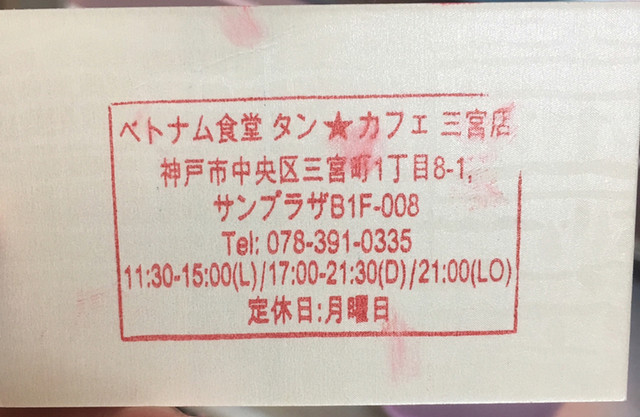 ベトナム食堂 タン★カフェ 三宮店
神戸市中央区三宮町1丁目8-1,
サンプラザB1F-008
Tel: 078-391-0335
11:30-15:00(L)/17:00-21:30(D)/21:00(LO)
定休日:月曜日